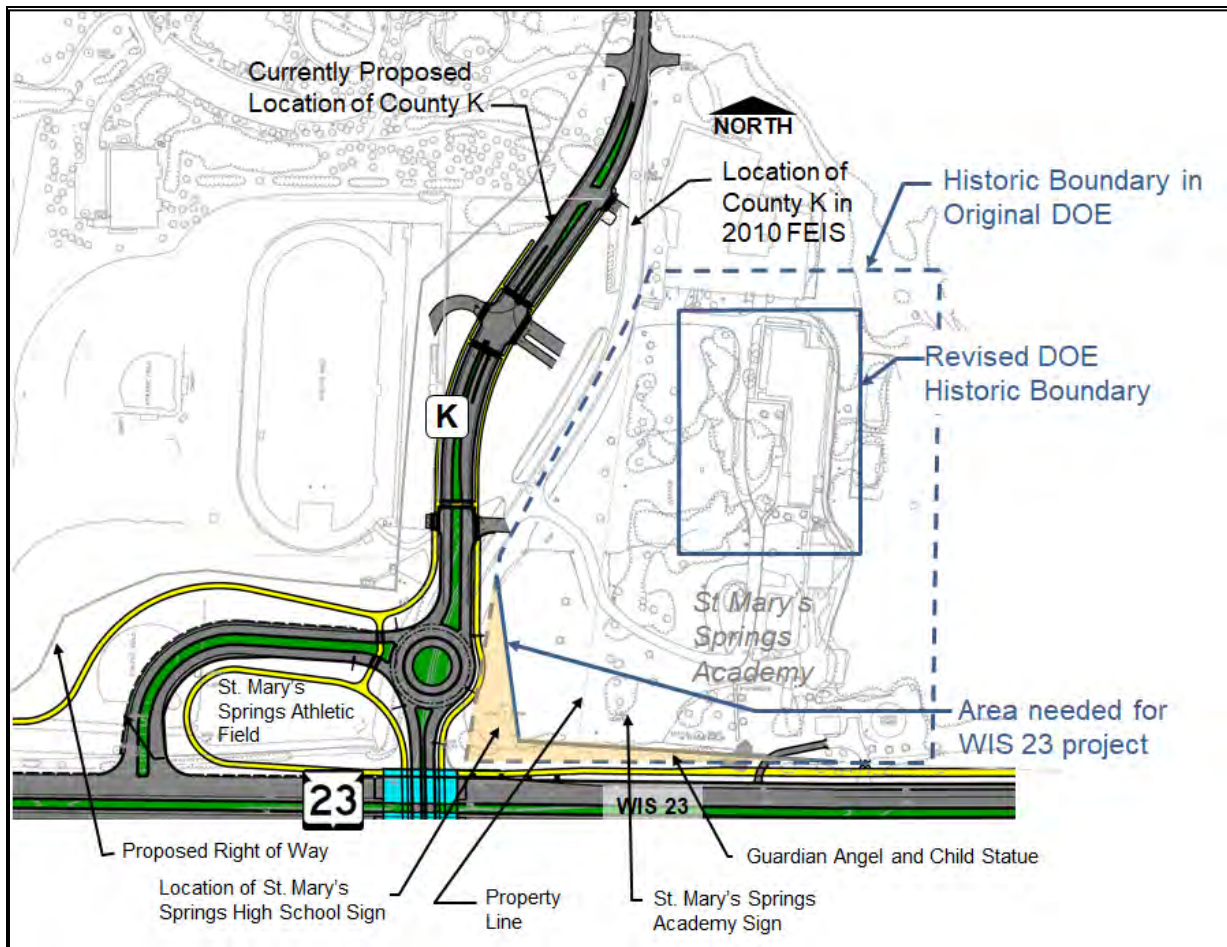 Currently Proposed
Location of County K
NORTH
Location of
County K in
2010 FEIS
Historic Boundary in
Original DOE
Revised DOE
Historic Boundary
K
St Mary's
Springs
Academy
St. Mary's
Springs Athletic
Field
Area needed for
WIS 23 project
23
WIS 23
Proposed Right of Way
Guardian Angel and Child Statue
Location of St. Mary's
Springs High School Sign
Property
Line
St. Mary's Springs
Academy Sign